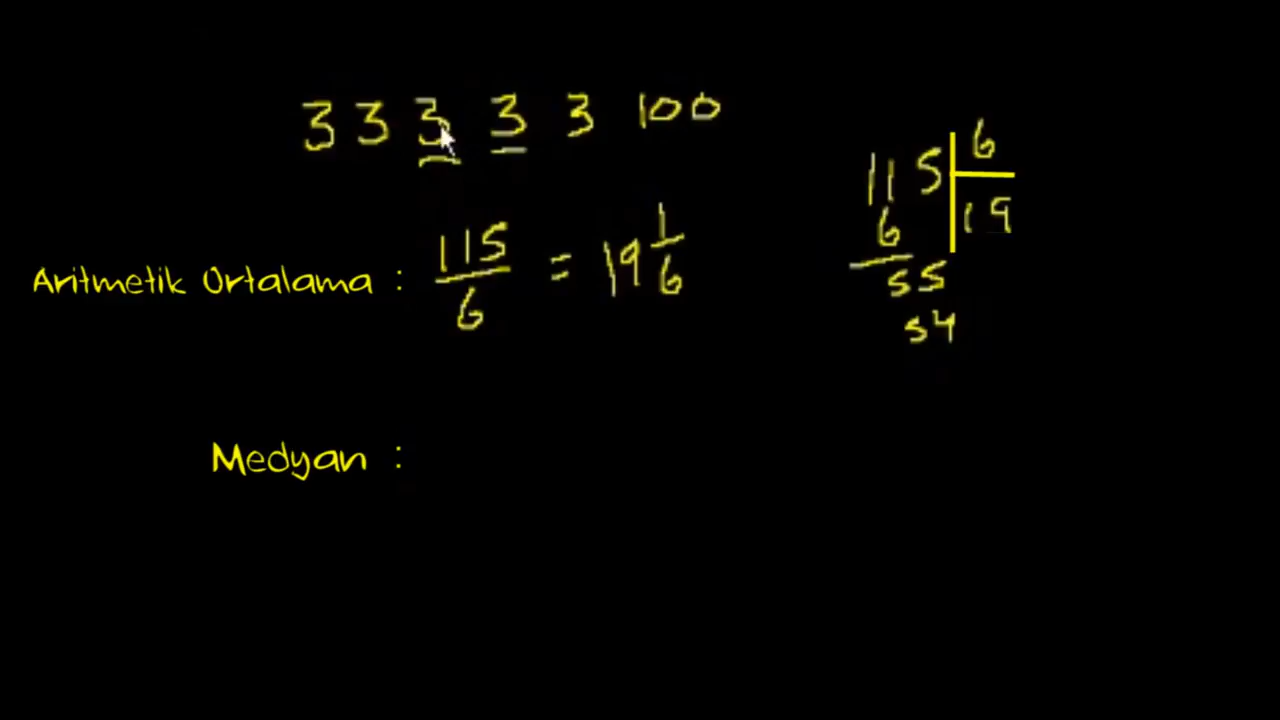 3 3 3 3 3 100
115 | 6
19
6
55
54
Aritmetik Ortalama : 115/6 = 19 1/6
Medyan :